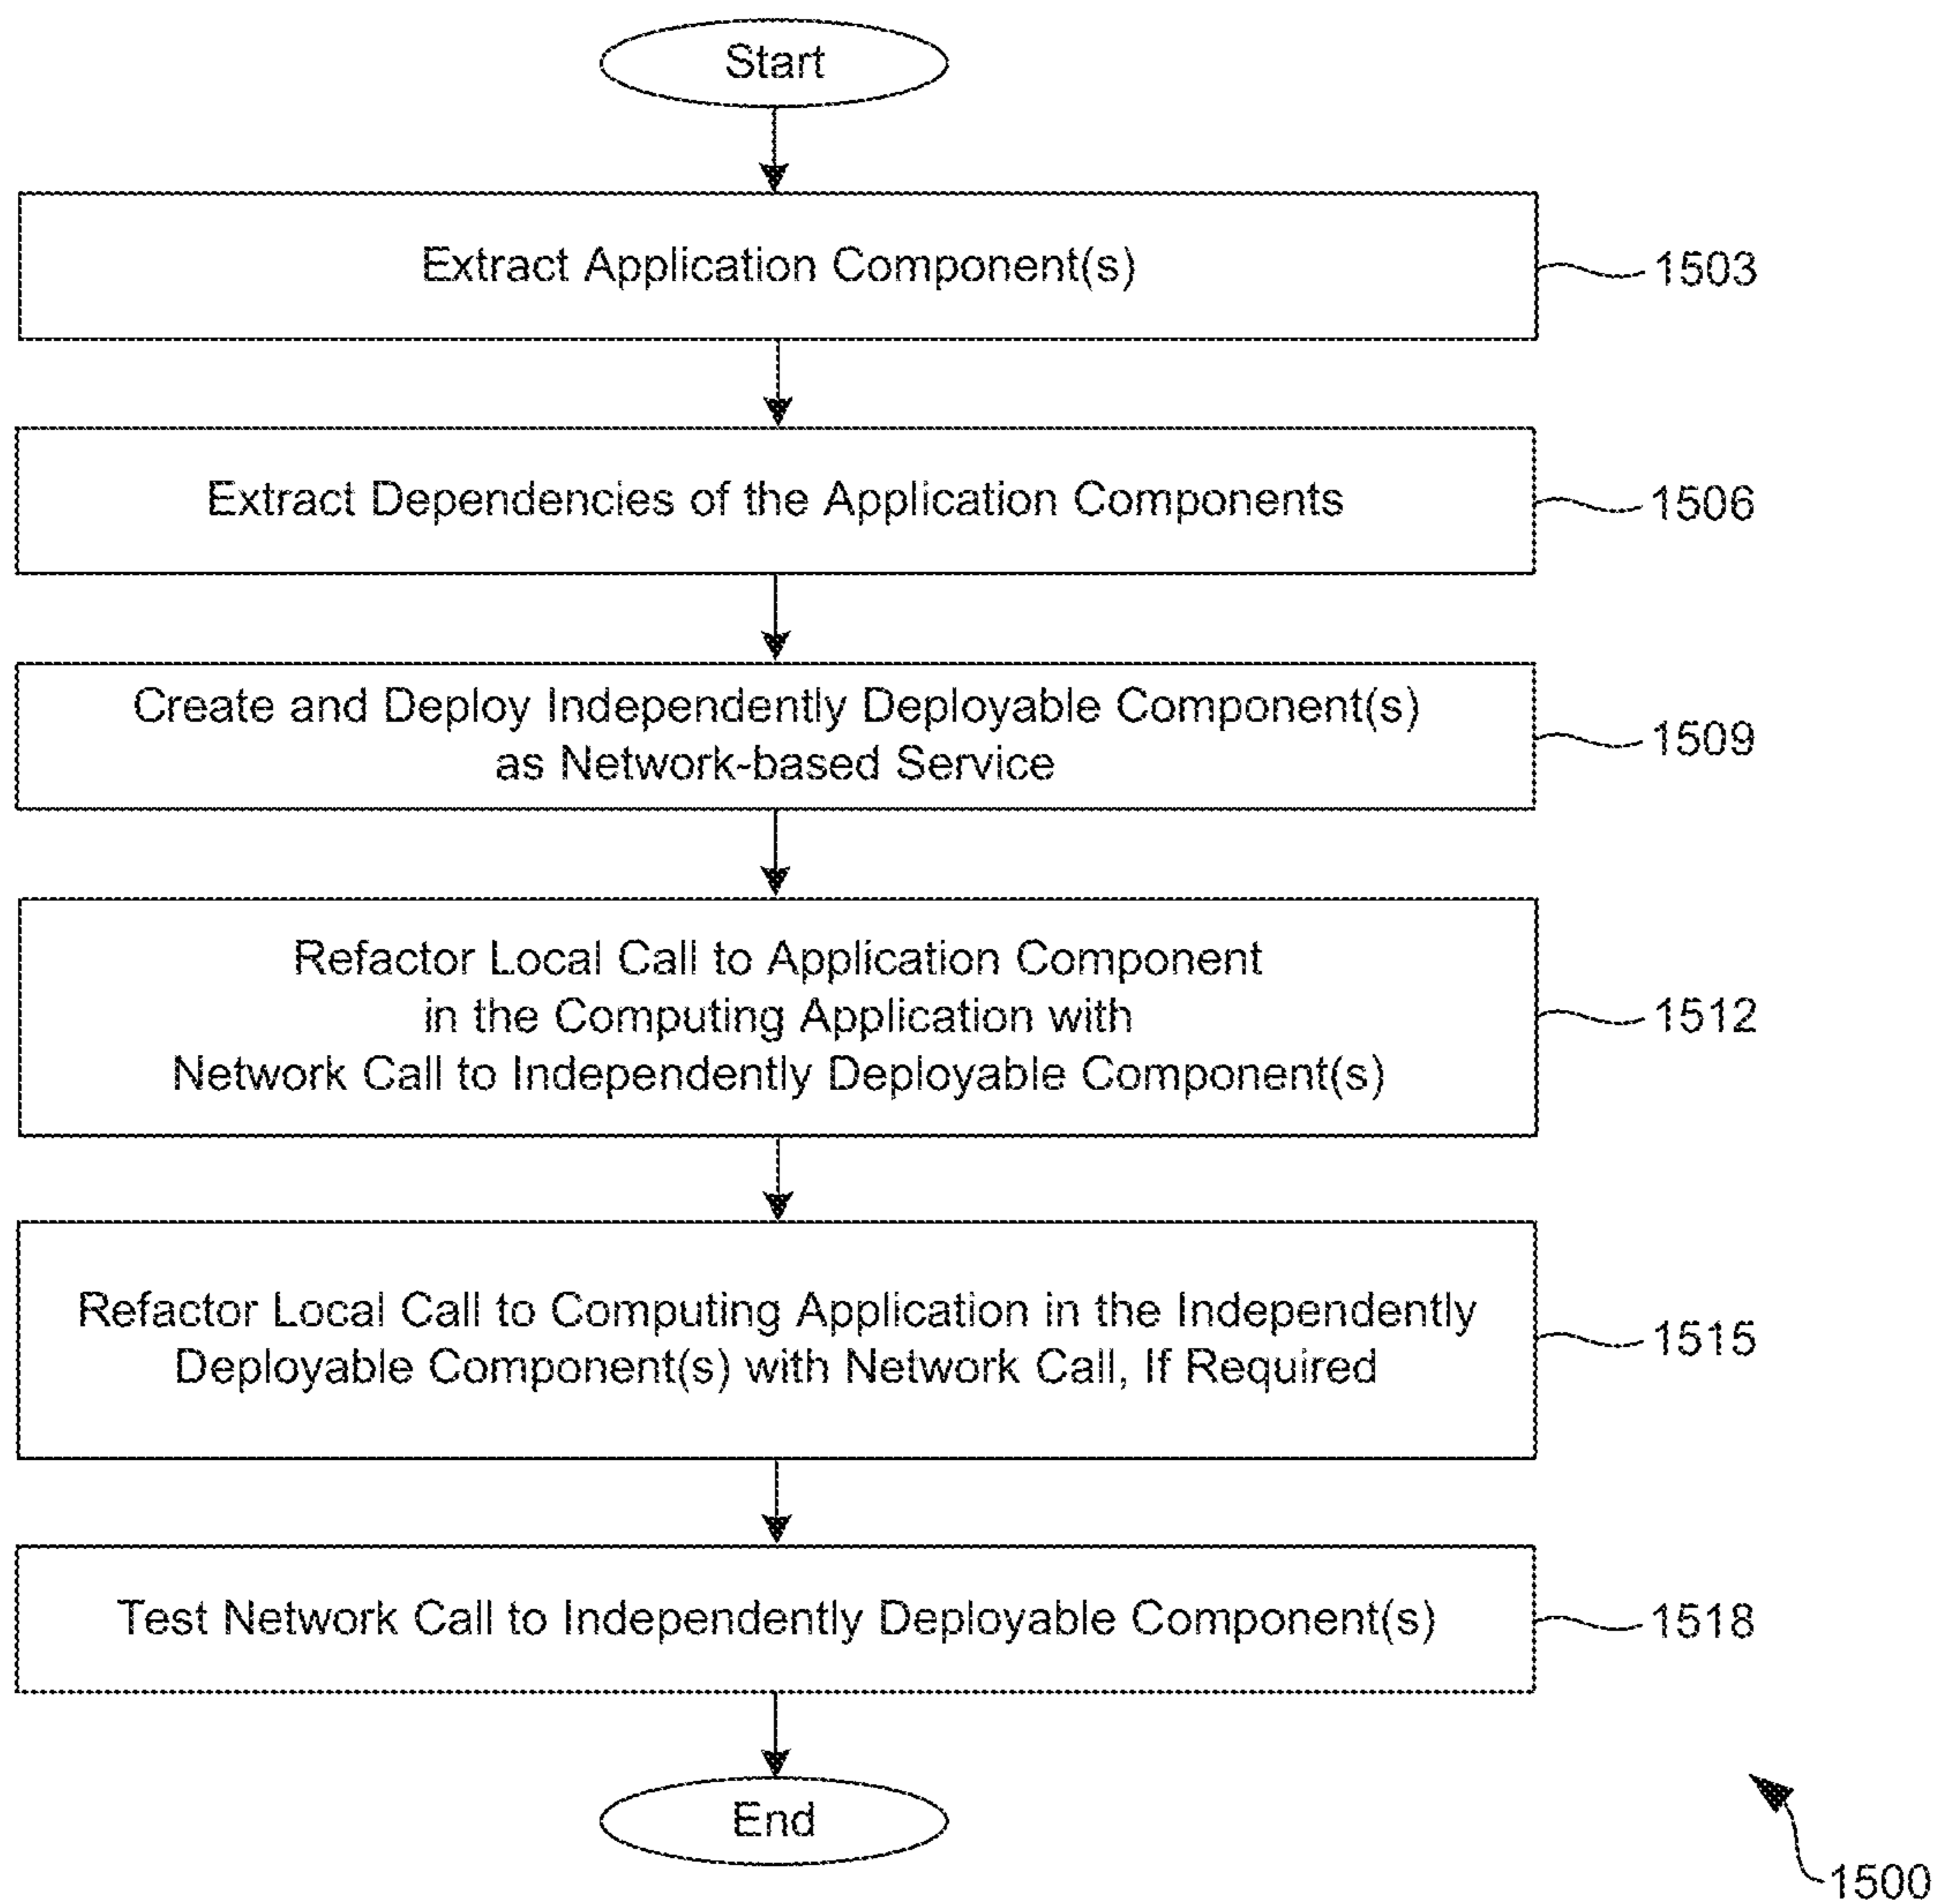 Start
Extract Application Component(s)
1503
Extract Dependencies of the Application Components
1506
Create and Deploy Independently Deployable Component(s)
as Network-based Service
1509
Refactor Local Call to Application Component
in the Computing Application with
Network Call to Independently Deployable Component(s)
1512
Refactor Local Call to Computing Application in the Independently
Deployable Component(s) with Network Call, If Required
1515
Test Network Call to Independently Deployable Component(s)
1518
End
1500